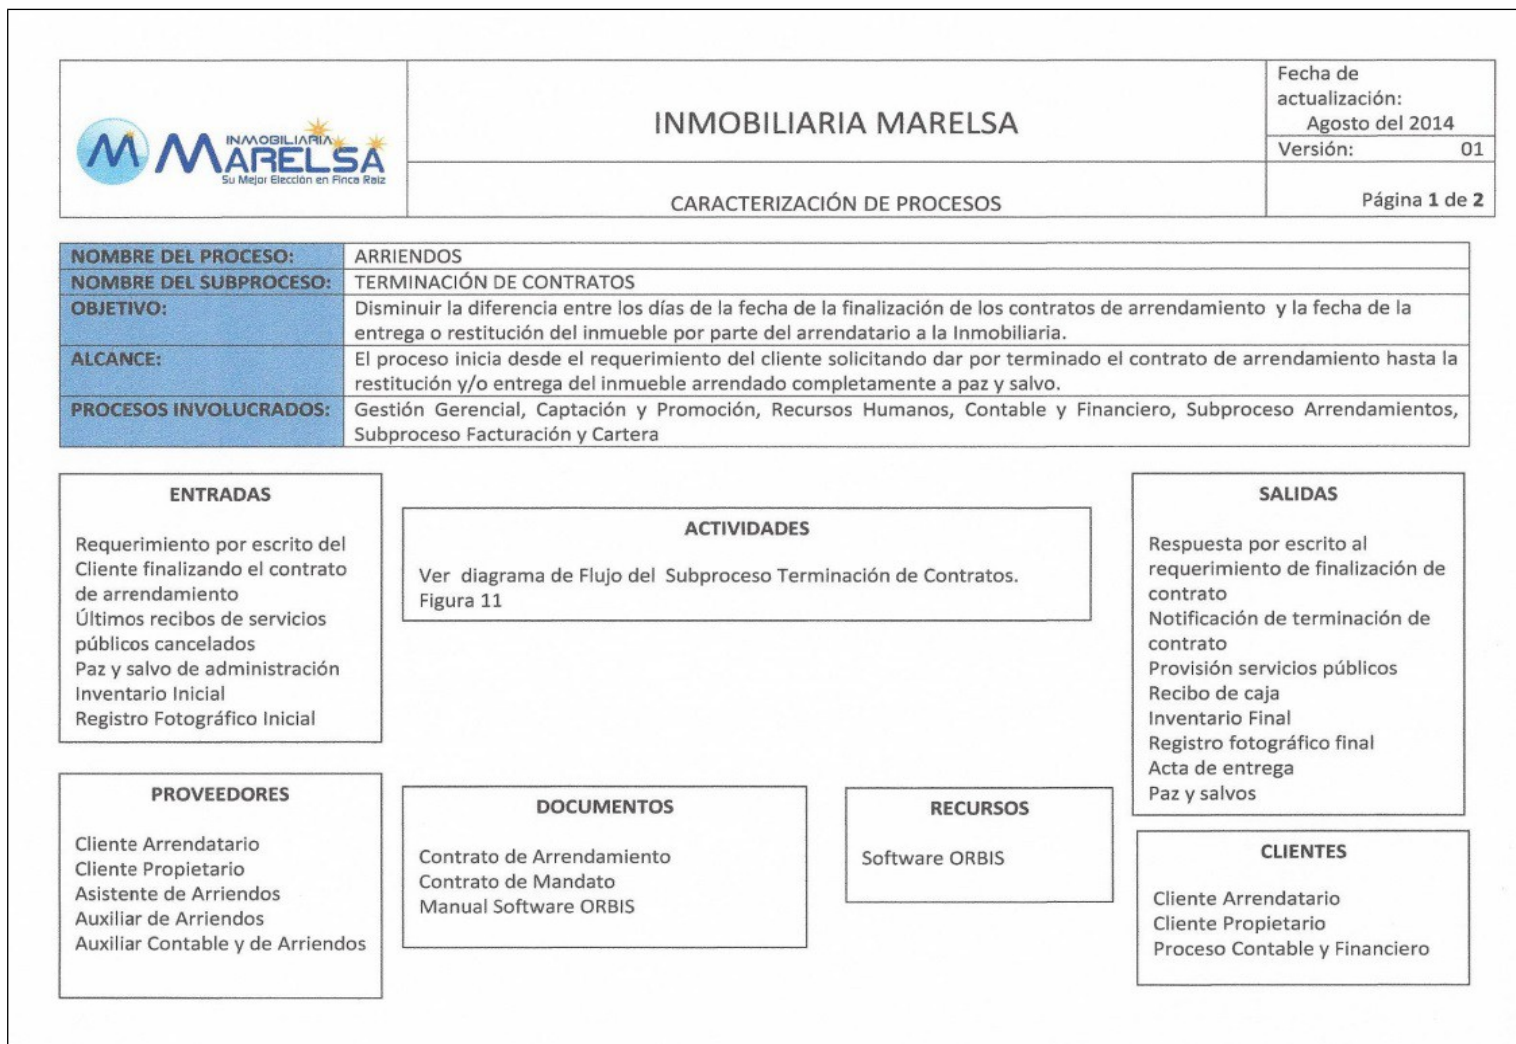 INMOBILIARIA
MARELSA
Su Mejor Elección en Finca Raíz
INMOBILIARIA MARELSA
CARACTERIZACIÓN DE PROCESOS
Fecha de
actualización:
Agosto del 2014
Versión: 01
Página 1 de 2
NOMBRE DEL PROCESO: ARRIENDOS
NOMBRE DEL SUBPROCESO: TERMINACIÓN DE CONTRATOS
OBJETIVO: Disminuir la diferencia entre los días de la fecha de la finalización de los contratos de arrendamiento y la fecha de la
entrega o restitución del inmueble por parte del arrendatario a la Inmobiliaria.
ALCANCE: El proceso inicia desde el requerimiento del cliente solicitando dar por terminado el contrato de arrendamiento hasta la
restitución y/o entrega del inmueble arrendado completamente a paz y salvo.
PROCESOS INVOLUCRADOS: Gestión Gerencial, Captación y Promoción, Recursos Humanos, Contable y Financiero, Subproceso Arrendamientos,
Subproceso Facturación y Cartera
ENTRADAS
Requerimiento por escrito del
Cliente finalizando el contrato
de arrendamiento
Últimos recibos de servicios
públicos cancelados
Paz y salvo de administración
Inventario Inicial
Registro Fotográfico Inicial
ACTIVIDADES
Ver diagrama de Flujo del Subproceso Terminación de Contratos.
Figura 11
SALIDAS
Respuesta por escrito al
requerimiento de finalización de
contrato
Notificación de terminación de
contrato
Provisión servicios públicos
Recibo de caja
Inventario Final
Registro fotográfico final
Acta de entrega
Paz y salvos
PROVEEDORES
Cliente Arrendatario
Cliente Propietario
Asistente de Arriendos
Auxiliar de Arriendos
Auxiliar Contable y de Arriendos
DOCUMENTOS
Contrato de Arrendamiento
Contrato de Mandato
Manual Software ORBIS
RECURSOS
Software ORBIS
CLIENTES
Cliente Arrendatario
Cliente Propietario
Proceso Contable y Financiero